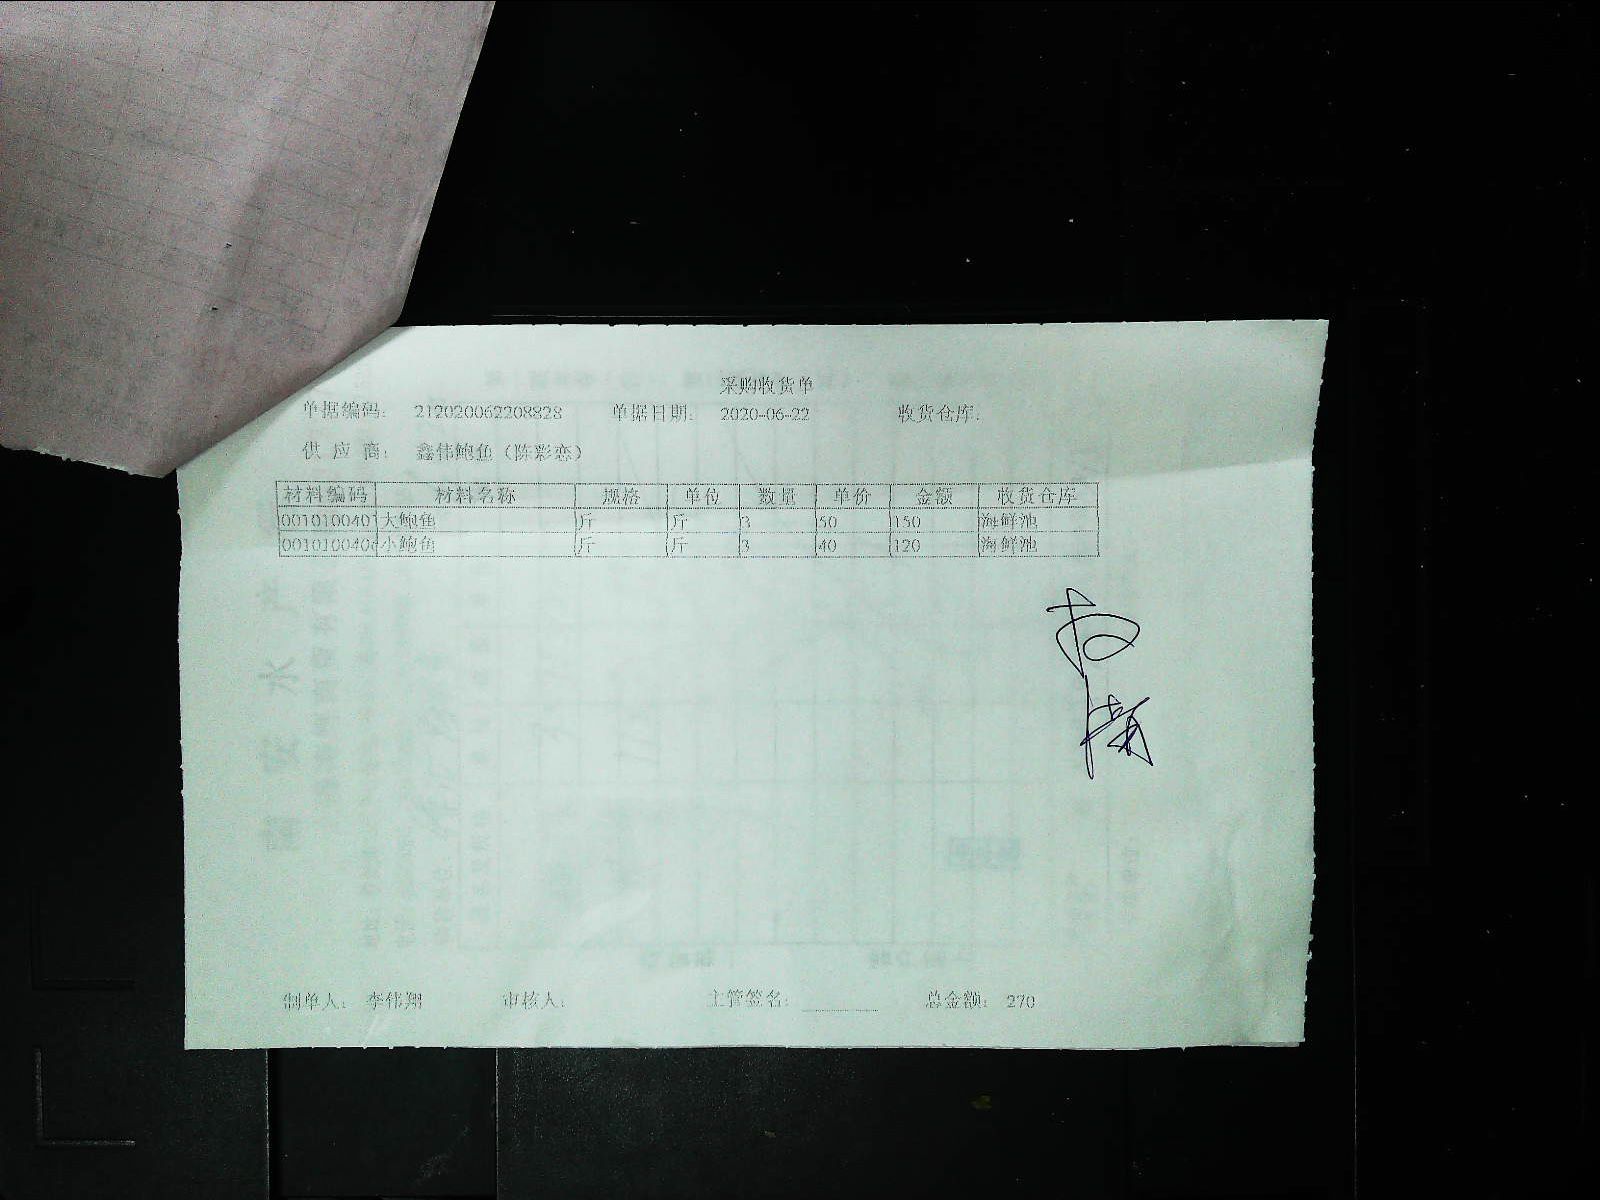 采购收货单
单据编码： 212020062208828 单据日期： 2020-06-22 收货仓库：
供 应 商： 鑫伟鲍鱼（陈彩恋）
材料编码 材料名称 规格 单位 数量 单价 金额 收货仓库
0010100401 大鲍鱼 斤 斤 3 50 150 海鲜池
001010040 小鲍鱼 斤 斤 3 40 120 海鲜池
制单人： 李伟翔 审核人： 主管签名： 总金额： 270